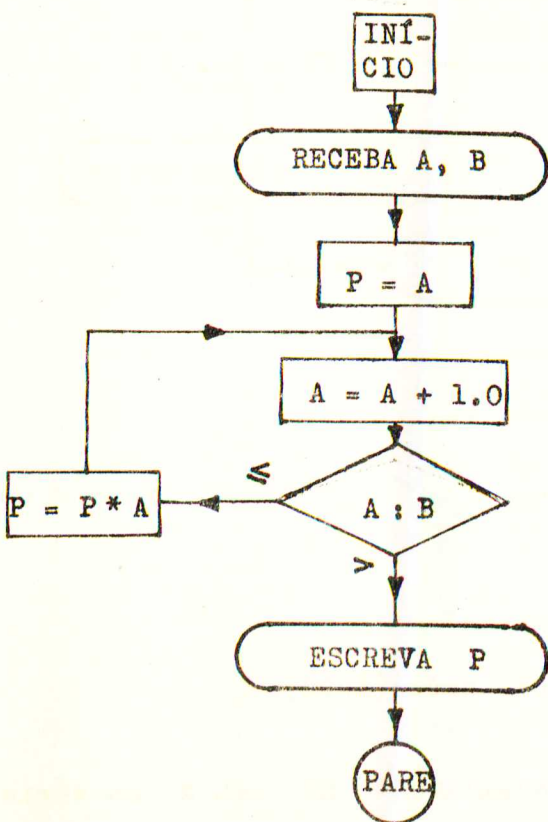 INÍ-
CIO
RECEBA A, B
P = A
A = A + 1.0
≤
P = P * A
A : B
>
ESCREVA P
PARE